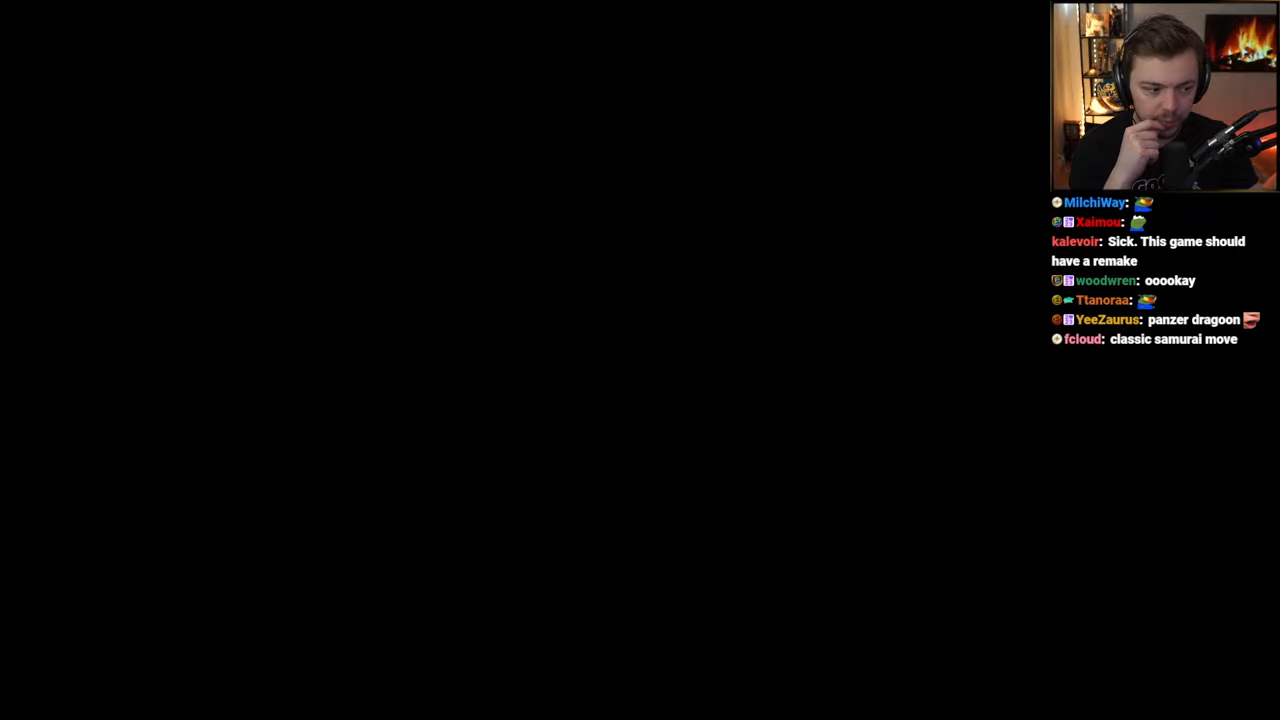 MilchiWay:
Xaimou:
kalevoir: Sick. This game should
have a remake
woodwren: ooookay
Ttanoraa:
YeeZaurus: panzer dragoon
fcloud: classic samurai move